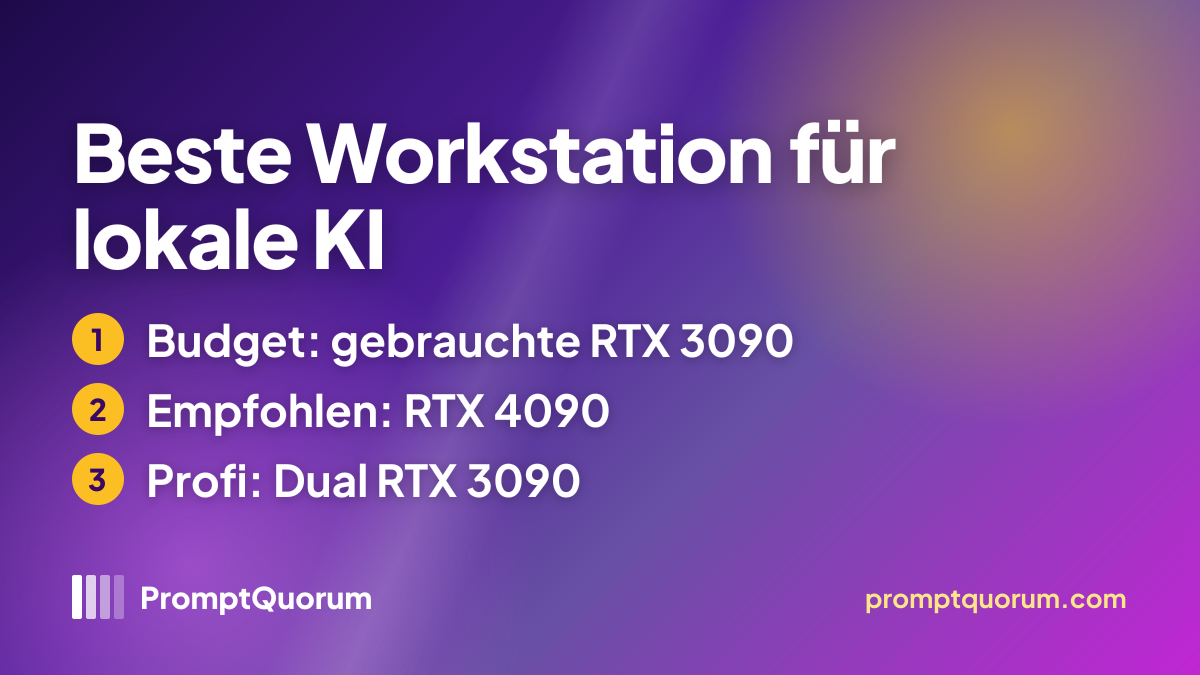 Beste Workstation für
lokale KI
1 Budget: gebrauchte RTX 3090
2 Empfohlen: RTX 4090
3 Profi: Dual RTX 3090
PromptQuorum
promptquorum.com